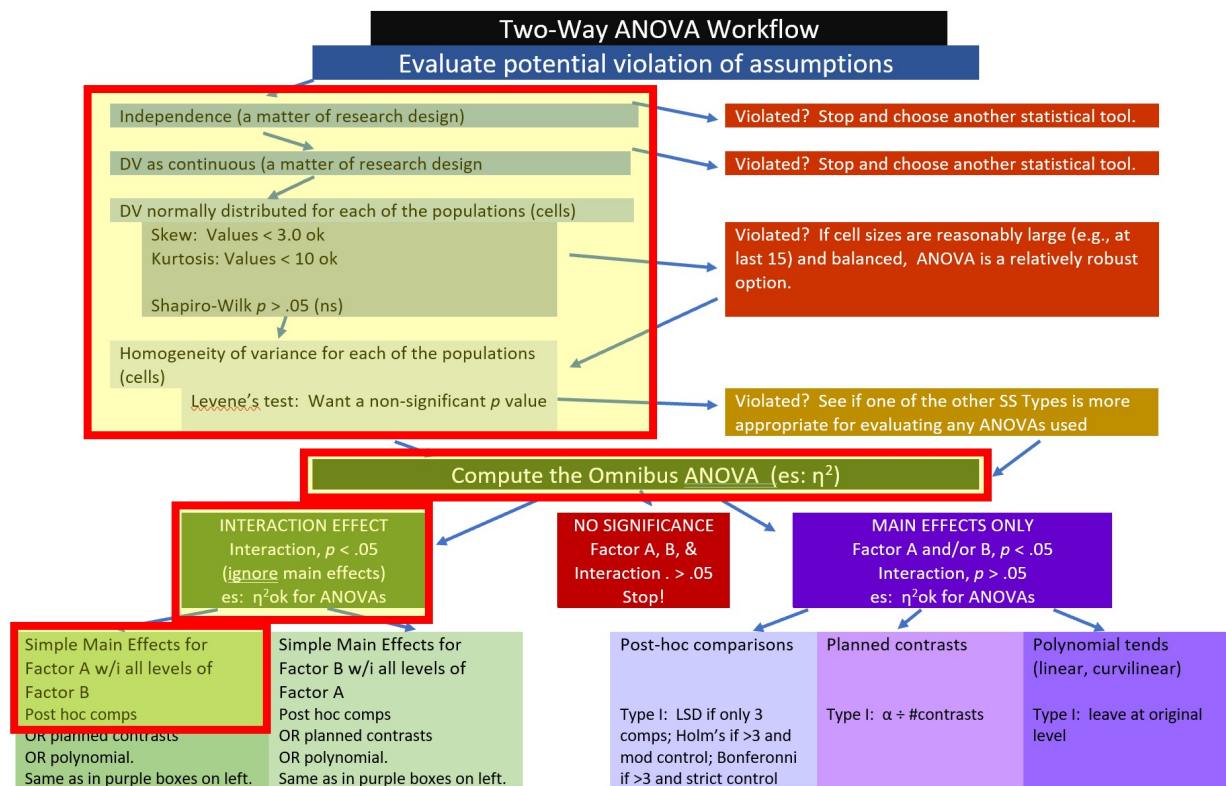 Two-Way ANOVA Workflow
Evaluate potential violation of assumptions
Independence (a matter of research design)
Violated? Stop and choose another statistical tool.
DV as continuous (a matter of research design
Violated? Stop and choose another statistical tool.
DV normally distributed for each of the populations (cells)
Skew: Values < 3.0 ok
Kurtosis: Values < 10 ok
Shapiro-Wilk p > .05 (ns)
Violated? If cell sizes are reasonably large (e.g., at
last 15) and balanced, ANOVA is a relatively robust
option.
Homogeneity of variance for each of the populations
(cells)
Levene's test: Want a non-significant p value
Violated? See if one of the other SS Types is more
appropriate for evaluating any ANOVAs used
Compute the Omnibus ANOVA (es: η²)
INTERACTION EFFECT
Interaction, p < .05
(ignore main effects)
es: η²ok for ANOVAs
NO SIGNIFICANCE
Factor A, B, &
Interaction . > .05
Stop!
MAIN EFFECTS ONLY
Factor A and/or B, p < .05
Interaction, p > .05
es: η²ok for ANOVAs
Simple Main Effects for
Factor A w/i all levels of
Factor B
Post hoc comps
OR planned contrasts
OR polynomial.
Same as in purple boxes on left.
Simple Main Effects for
Factor B w/i all levels of
Factor A
Post hoc comps
OR planned contrasts
OR polynomial.
Same as in purple boxes on left.
Post-hoc comparisons
Type I: LSD if only 3
comps; Holm's if >3 and
mod control; Bonferonni
if >3 and strict control
Planned contrasts
Type I: α ÷ #contrasts
Polynomial tends
(linear, curvilinear)
Type I: leave at original
level